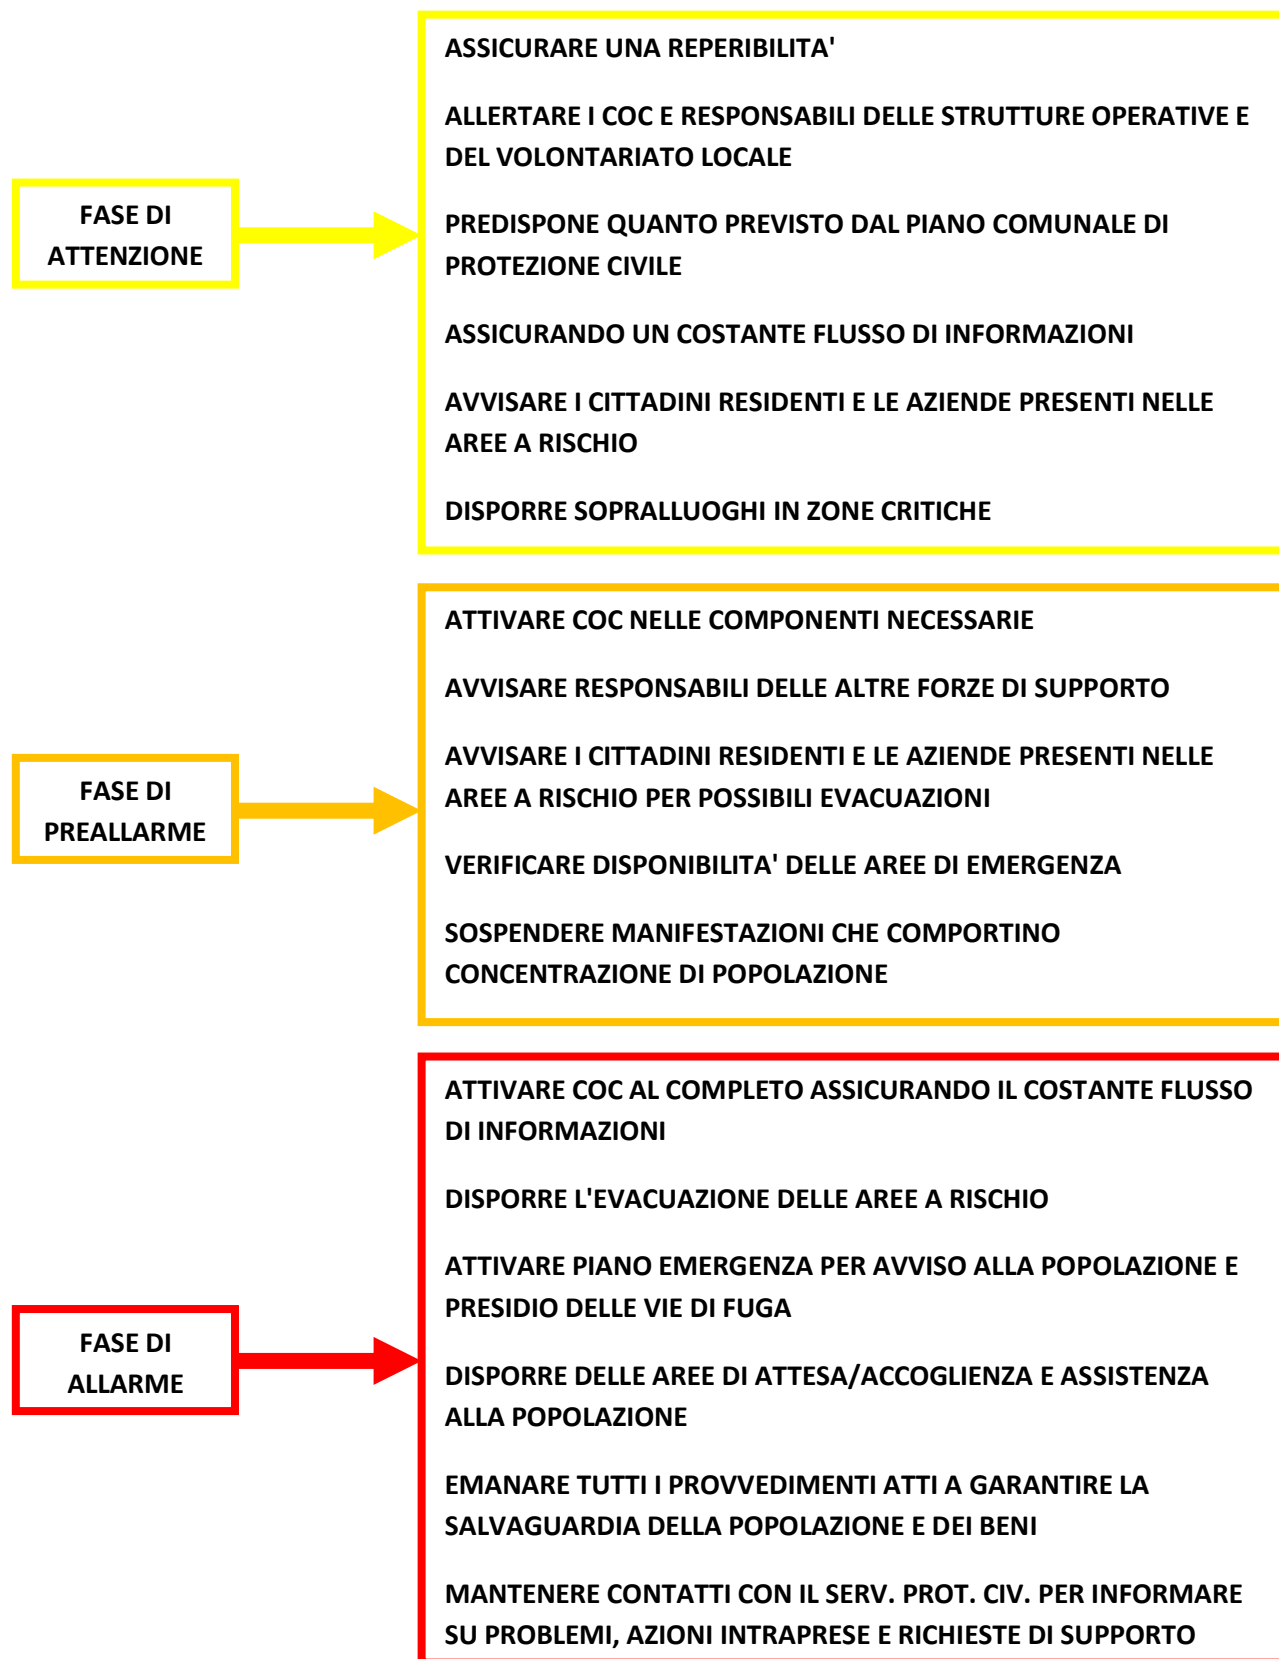 ASSICURARE UNA REPERIBILITA'
ALLERTARE I COC E RESPONSABILI DELLE STRUTTURE OPERATIVE E
DEL VOLONTARIATO LOCALE
FASE DI
ATTENZIONE
PREDISPONE QUANTO PREVISTO DAL PIANO COMUNALE DI
PROTEZIONE CIVILE
ASSICURANDO UN COSTANTE FLUSSO DI INFORMAZIONI
AVVISARE I CITTADINI RESIDENTI E LE AZIENDE PRESENTI NELLE
AREE A RISCHIO
DISPORRE SOPRALLUOGHI IN ZONE CRITICHE
ATTIVARE COC NELLE COMPONENTI NECESSARIE
AVVISARE RESPONSABILI DELLE ALTRE FORZE DI SUPPORTO
AVVISARE I CITTADINI RESIDENTI E LE AZIENDE PRESENTI NELLE
AREE A RISCHIO PER POSSIBILI EVACUAZIONI
FASE DI
PREALLARME
VERIFICARE DISPONIBILITA' DELLE AREE DI EMERGENZA
SOSPENDERE MANIFESTAZIONI CHE COMPORTINO
CONCENTRAZIONE DI POPOLAZIONE
ATTIVARE COC AL COMPLETO ASSICURANDO IL COSTANTE FLUSSO
DI INFORMAZIONI
DISPORRE L'EVACUAZIONE DELLE AREE A RISCHIO
ATTIVARE PIANO EMERGENZA PER AVVISO ALLA POPOLAZIONE E
PRESIDIO DELLE VIE DI FUGA
FASE DI
ALLARME
DISPORRE DELLE AREE DI ATTESA/ACCOGLIENZA E ASSISTENZA
ALLA POPOLAZIONE
EMANARE TUTTI I PROVVEDIMENTI ATTI A GARANTIRE LA
SALVAGUARDIA DELLA POPOLAZIONE E DEI BENI
MANTENERE CONTATTI CON IL SERV. PROT. CIV. PER INFORMARE
SU PROBLEMI, AZIONI INTRAPRESE E RICHIESTE DI SUPPORTO